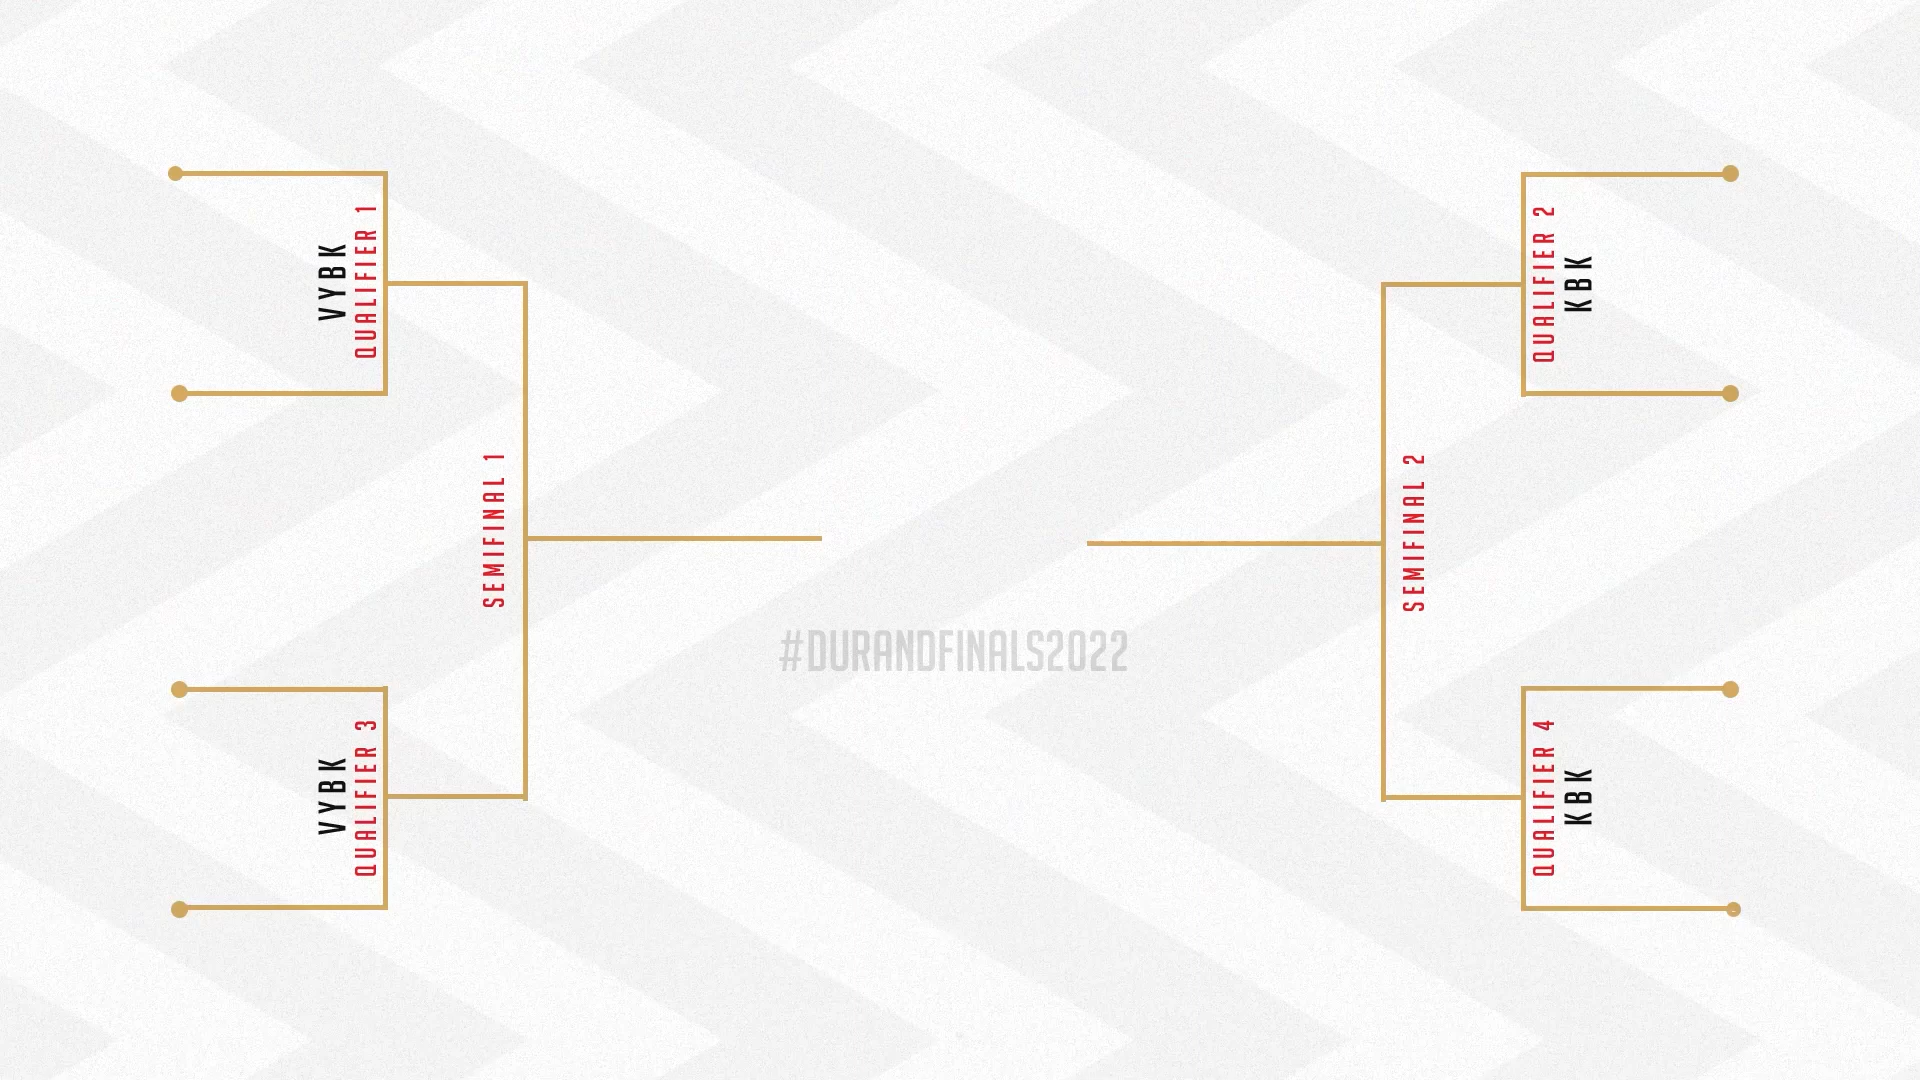 VYBK
QUALIFIER 1
QUALIFIER 2
KBK
SEMIFINAL 1
SEMIFINAL 2
#DURANDFINALS2022
VYBK
QUALIFIER 3
QUALIFIER 4
KBK